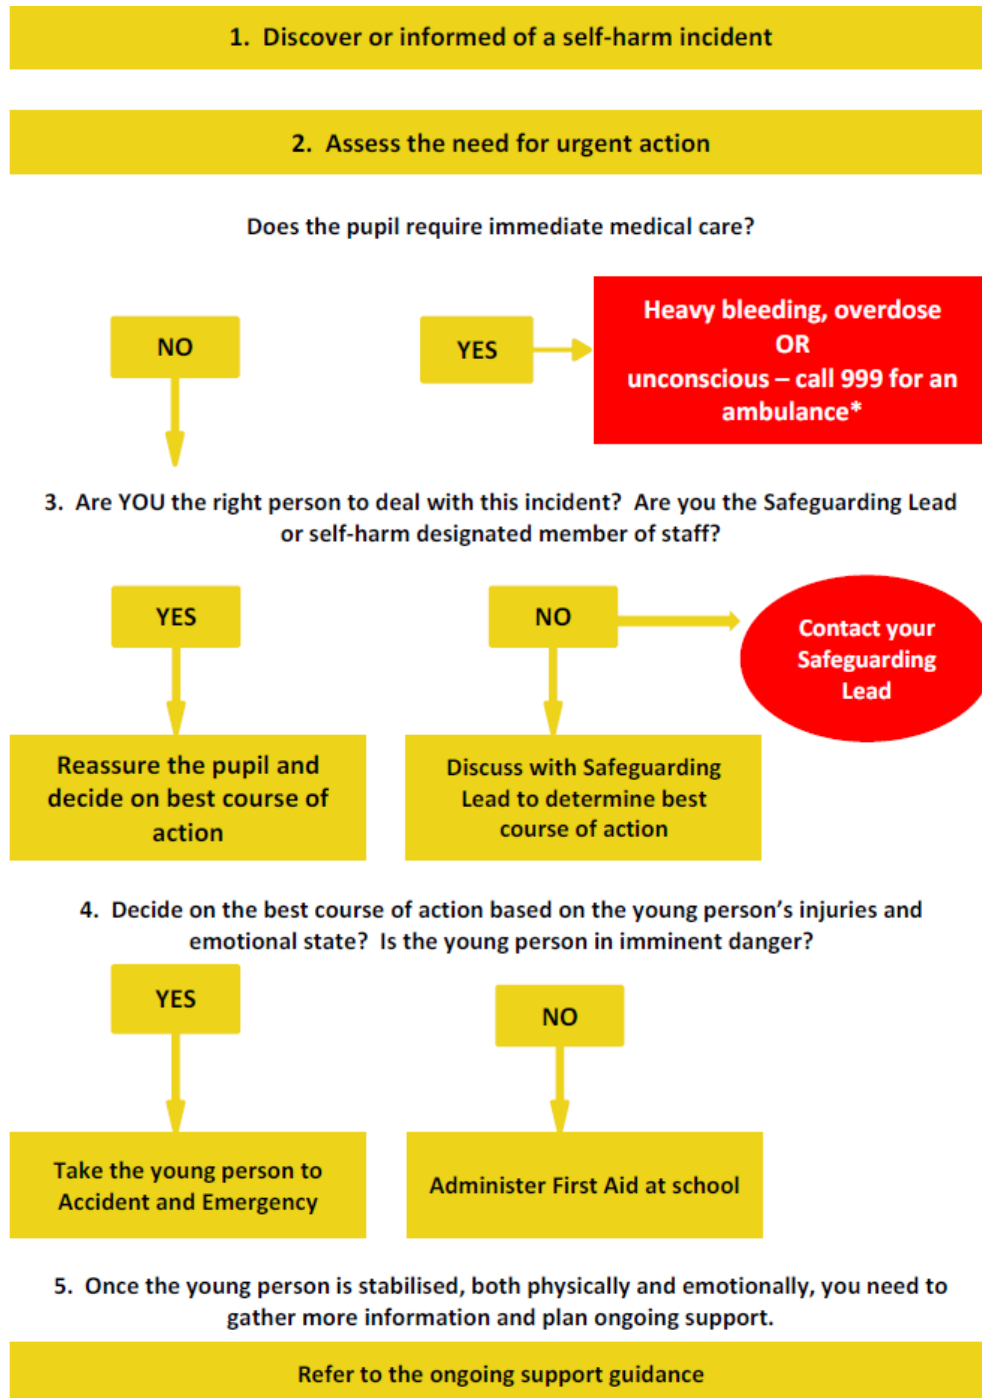 1.  Discover or informed of a self-harm incident
2.  Assess the need for urgent action
Does the pupil require immediate medical care?
NO
YES
Heavy bleeding, overdose
OR
unconscious – call 999 for an
ambulance*
3.  Are YOU the right person to deal with this incident?  Are you the Safeguarding Lead
or self-harm designated member of staff?
YES
NO
Contact your
Safeguarding
Lead
Reassure the pupil and
decide on best course of
action
Discuss with Safeguarding
Lead to determine best
course of action
4.  Decide on the best course of action based on the young person’s injuries and
emotional state?  Is the young person in imminent danger?
YES
NO
Take the young person to
Accident and Emergency
Administer First Aid at school
5.  Once the young person is stabilised, both physically and emotionally, you need to
gather more information and plan ongoing support.
Refer to the ongoing support guidance